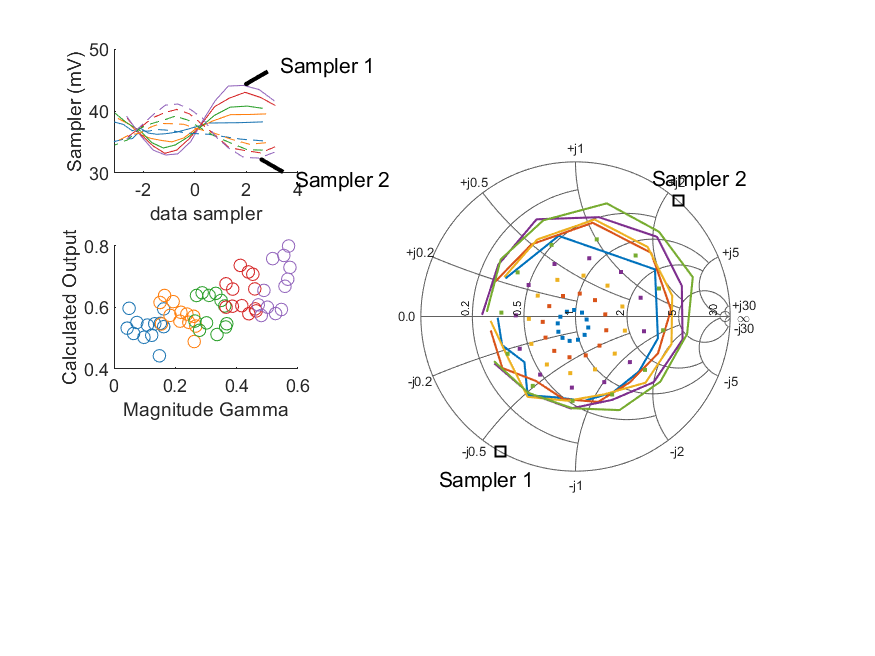 50
40
30
Sampler (mV)
-2
0
2
4
data sampler
Sampler 1
Sampler 2
0.8
0.6
0.4
Calculated Output
0
0.2
0.4
0.6
Magnitude Gamma
+j1
+j0.5
+j2
Sampler 2
+j0.2
+j5
0.0
0.2
0.5
1
2
5
30
+j30
∞
-j30
-j0.2
-j5
-j0.5
-j2
Sampler 1
-j1